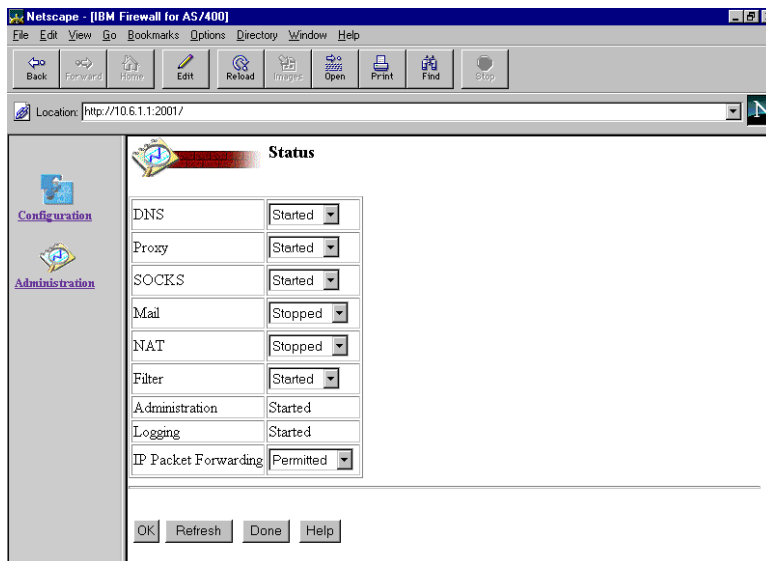 Netscape - [IBM Firewall for AS/400]
File Edit View Go Bookmarks Options Directory Window Help
Back Forward Home Edit Reload Images Open Print Find Stop
Location: http://10.6.1.1:2001/
N
Status
Configuration
Administration
DNS Started
Proxy Started
SOCKS Started
Mail Stopped
NAT Stopped
Filter Started
Administration Started
Logging Started
IP Packet Forwarding Permitted
OK Refresh Done Help